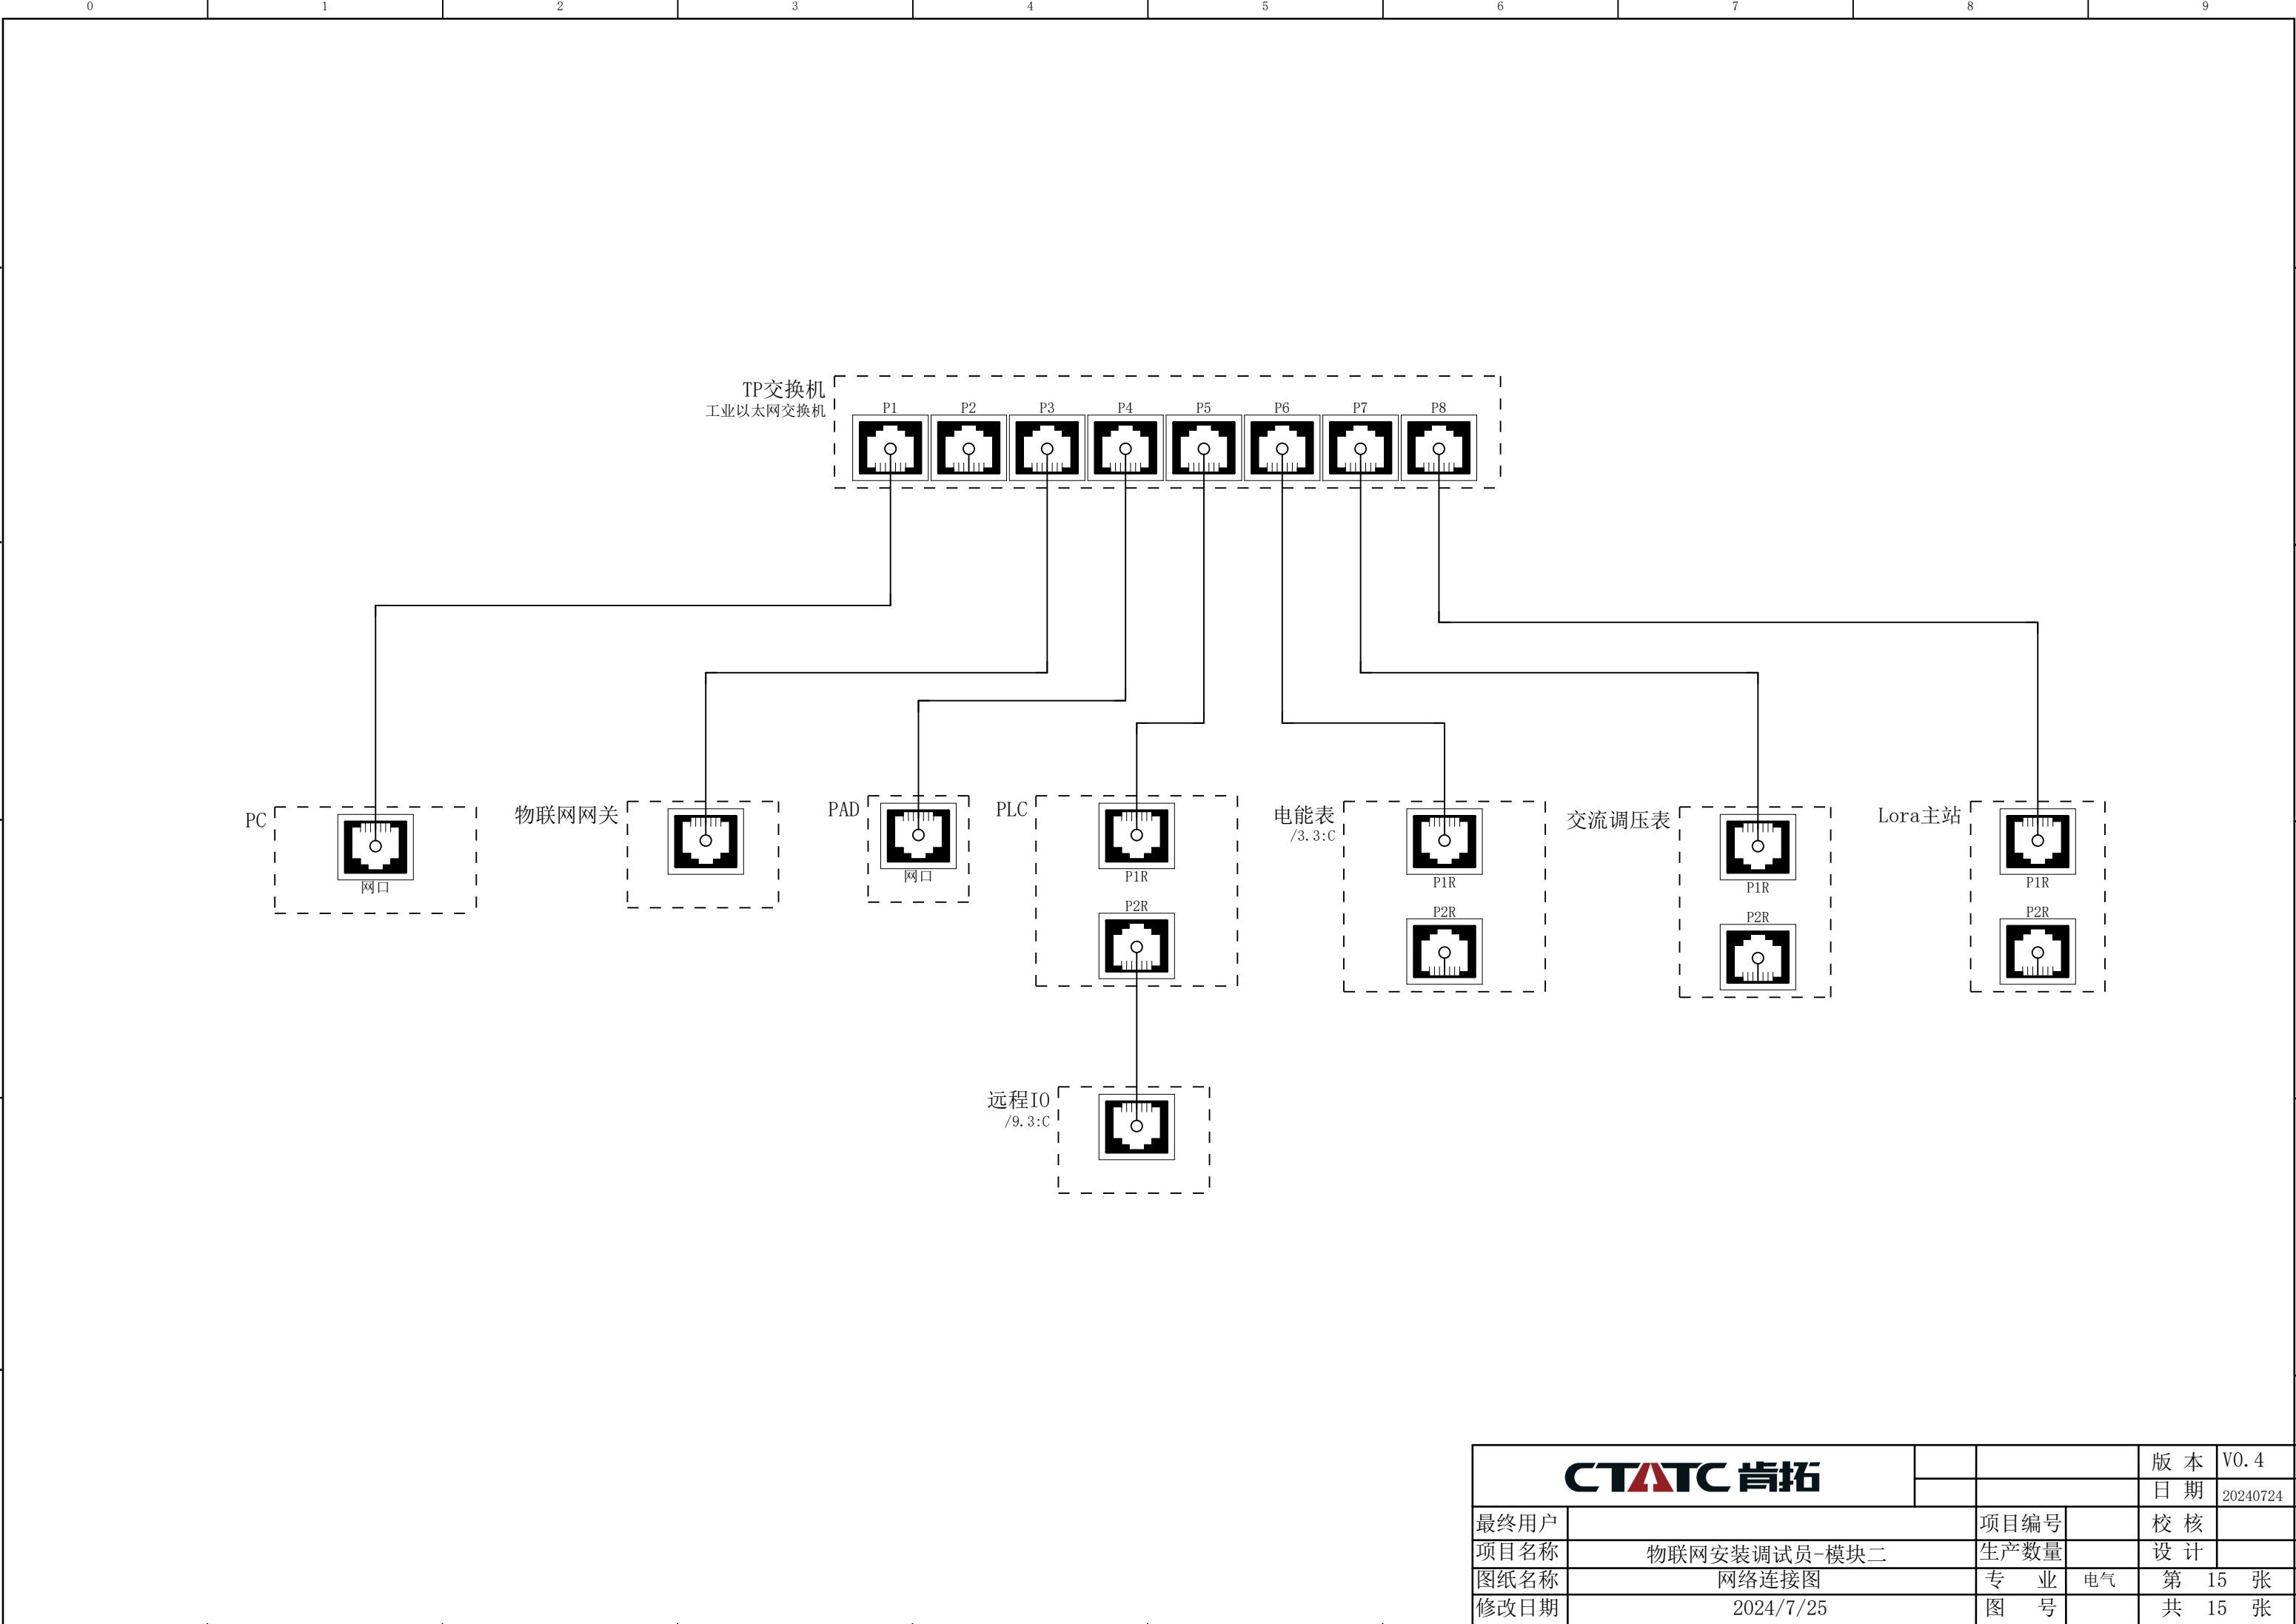 0 1 2 3 4 5 6 7 8 9
TP交换机
工业以太网交换机
P1 P2 P3 P4 P5 P6 P7 P8
PC
网口
物联网网关
PAD
网口
PLC
P1R
P2R
电能表
/3.3:C
P1R
P2R
交流调压表
P1R
P2R
Lora主站
P1R
P2R
远程IO
/9.3:C
CTATC 肯拓
版 本 V0.4
日 期 20240724
最终用户 项目编号 校 核
项目名称 物联网安装调试员-模块二 生产数量 设 计
图纸名称 网络连接图 专 业 电气 第 15 张
修改日期 2024/7/25 图 号 共 15 张